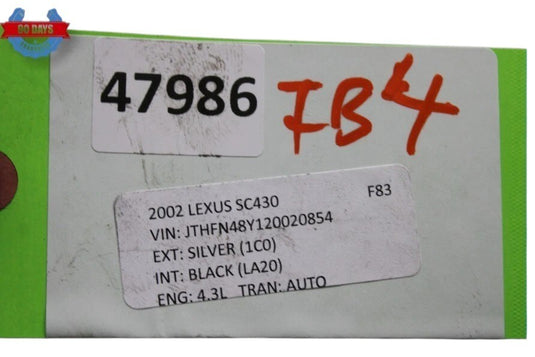 90 DAYS
47986
IB4
2002 LEXUS SC430
F83
VIN: JTHFN48Y120020854
EXT: SILVER (1C0)
INT: BLACK (LA20)
ENG: 4.3L TRAN: AUTO